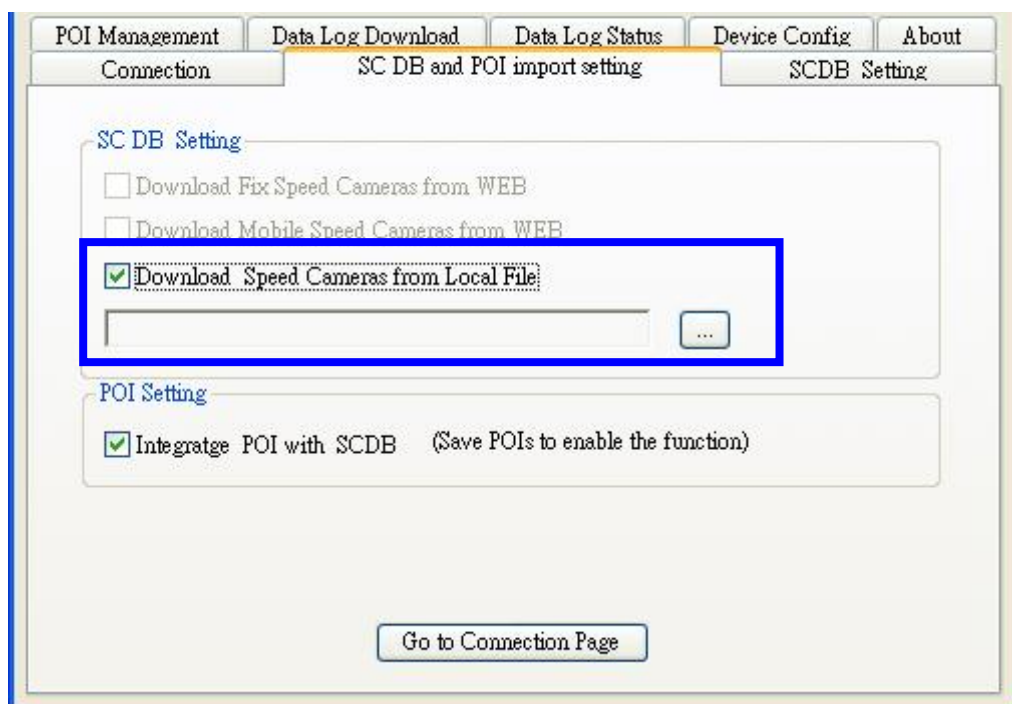 POI Management Data Log Download Data Log Status Device Config About
Connection SC DB and POI import setting SCDB Setting
SC DB Setting
Download Fix Speed Cameras from WEB
Download Mobile Speed Cameras from WEB
Download Speed Cameras from Local File
...
POI Setting
Integratge POI with SCDB (Save POIs to enable the function)
Go to Connection Page